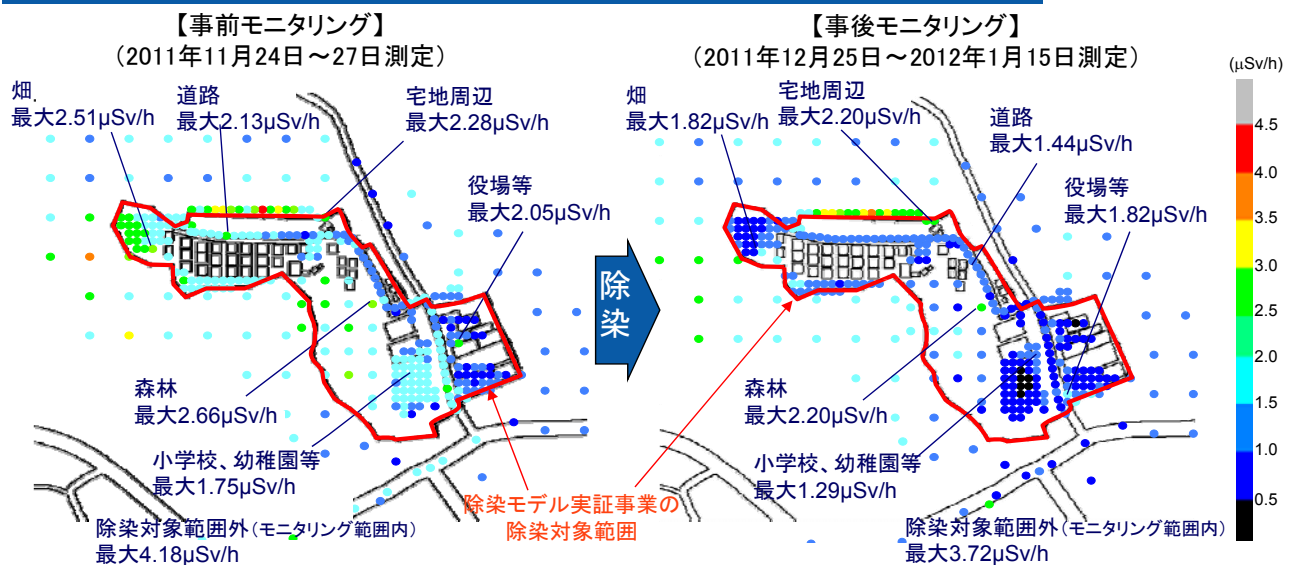 【事前モニタリング】
(2011年11月24日～27日測定)
畑.
最大2.51μSv/h
道路
最大2.13μSv/h
宅地周辺
最大2.28μSv/h
役場等
最大2.05μSv/h
森林
最大2.66μSv/h
小学校、幼稚園等
最大1.75μSv/h
除染対象範囲外(モニタリング範囲内)
最大4.18μSv/h
除染
除染モデル実証事業の
除染対象範囲
【事後モニタリング】
(2011年12月25日～2012年1月15日測定)
畑
最大1.82μSv/h
宅地周辺
最大2.20μSv/h
道路
最大1.44μSv/h
役場等
最大1.82μSv/h
森林
最大2.20μSv/h
小学校、幼稚園等
最大1.29μSv/h
除染対象範囲外(モニタリング範囲内)
最大3.72μSv/h
(μSv/h)
4.5
4.0
3.5
3.0
2.5
2.0
1.5
1.0
0.5